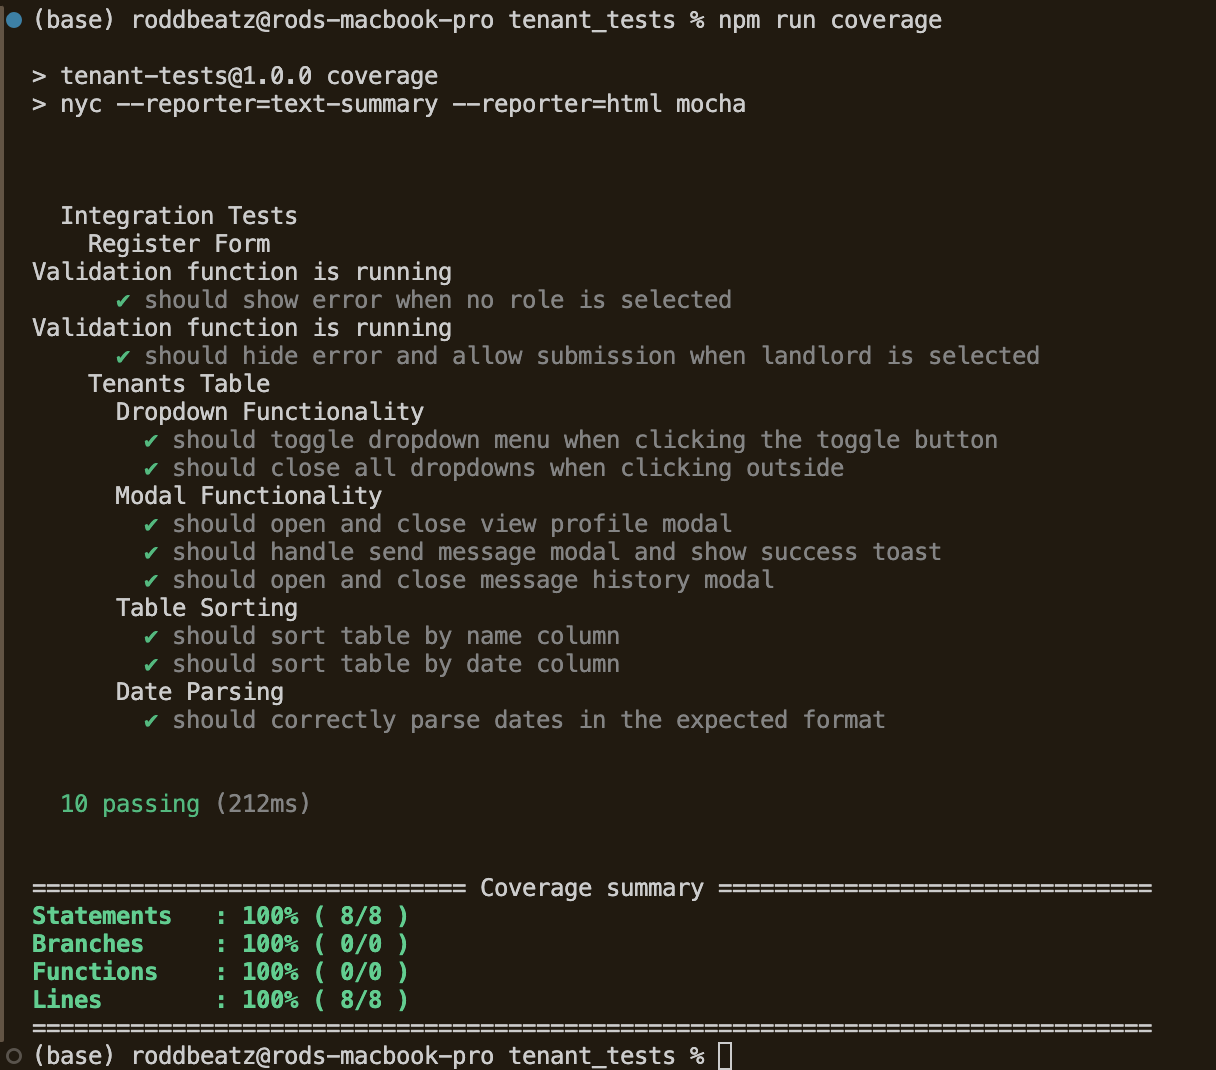 (base) roddbeatz@rods-macbook-pro tenant_tests % npm run coverage
> tenant-tests@1.0.0 coverage
> nyc --reporter=text-summary --reporter=html mocha
Integration Tests
Register Form
Validation function is running
✔ should show error when no role is selected
Validation function is running
✔ should hide error and allow submission when landlord is selected
Tenants Table
Dropdown Functionality
✔ should toggle dropdown menu when clicking the toggle button
✔ should close all dropdowns when clicking outside
Modal Functionality
✔ should open and close view profile modal
✔ should handle send message modal and show success toast
✔ should open and close message history modal
Table Sorting
✔ should sort table by name column
✔ should sort table by date column
Date Parsing
✔ should correctly parse dates in the expected format
10 passing (212ms)
=============================== Coverage summary ===============================
Statements   : 100% ( 8/8 )
Branches     : 100% ( 0/0 )
Functions    : 100% ( 0/0 )
Lines        : 100% ( 8/8 )
================================================================================
(base) roddbeatz@rods-macbook-pro tenant_tests %